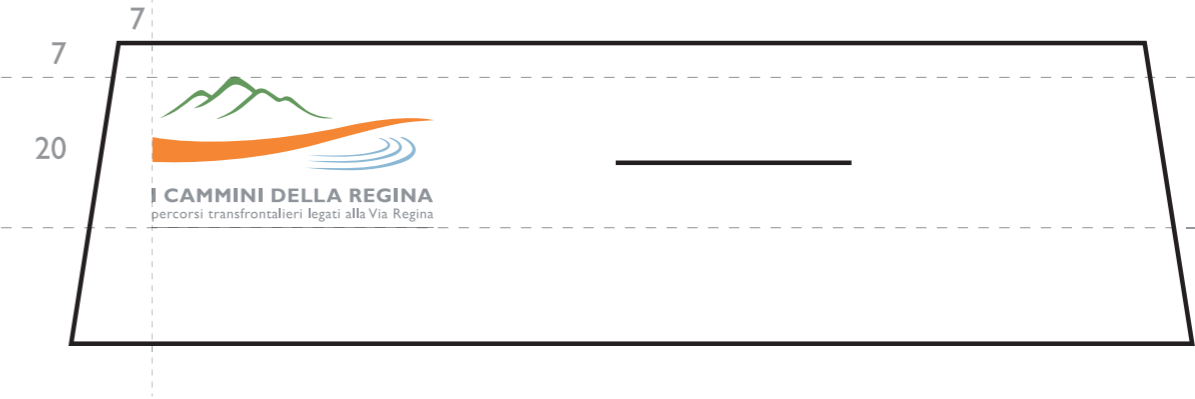 7
7
20
I CAMMINI DELLA REGINA
percorsi transfrontalieri legati alla Via Regina